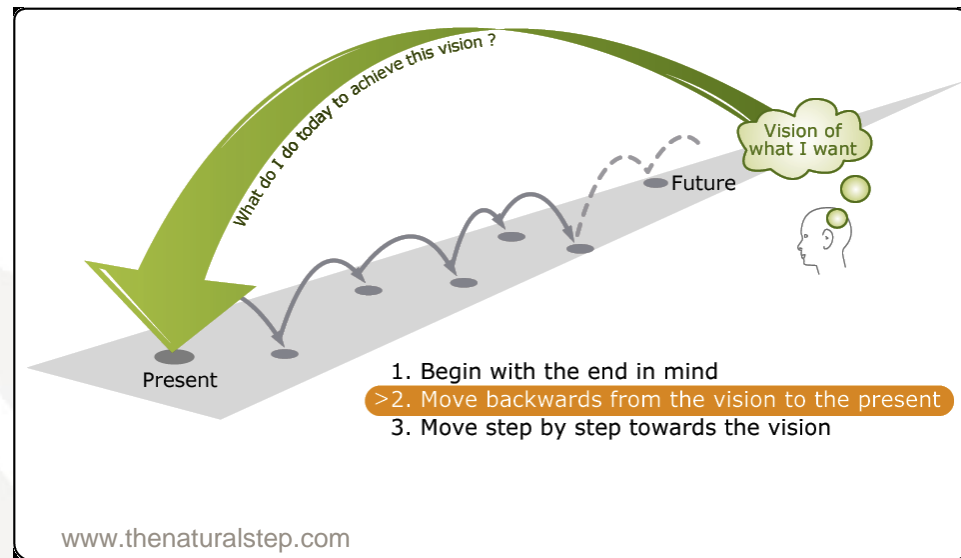 What do I do today to achieve this vision ?
Vision of
what I want
Future
Present
1. Begin with the end in mind
>2. Move backwards from the vision to the present
3. Move step by step towards the vision
www.thenaturalstep.com